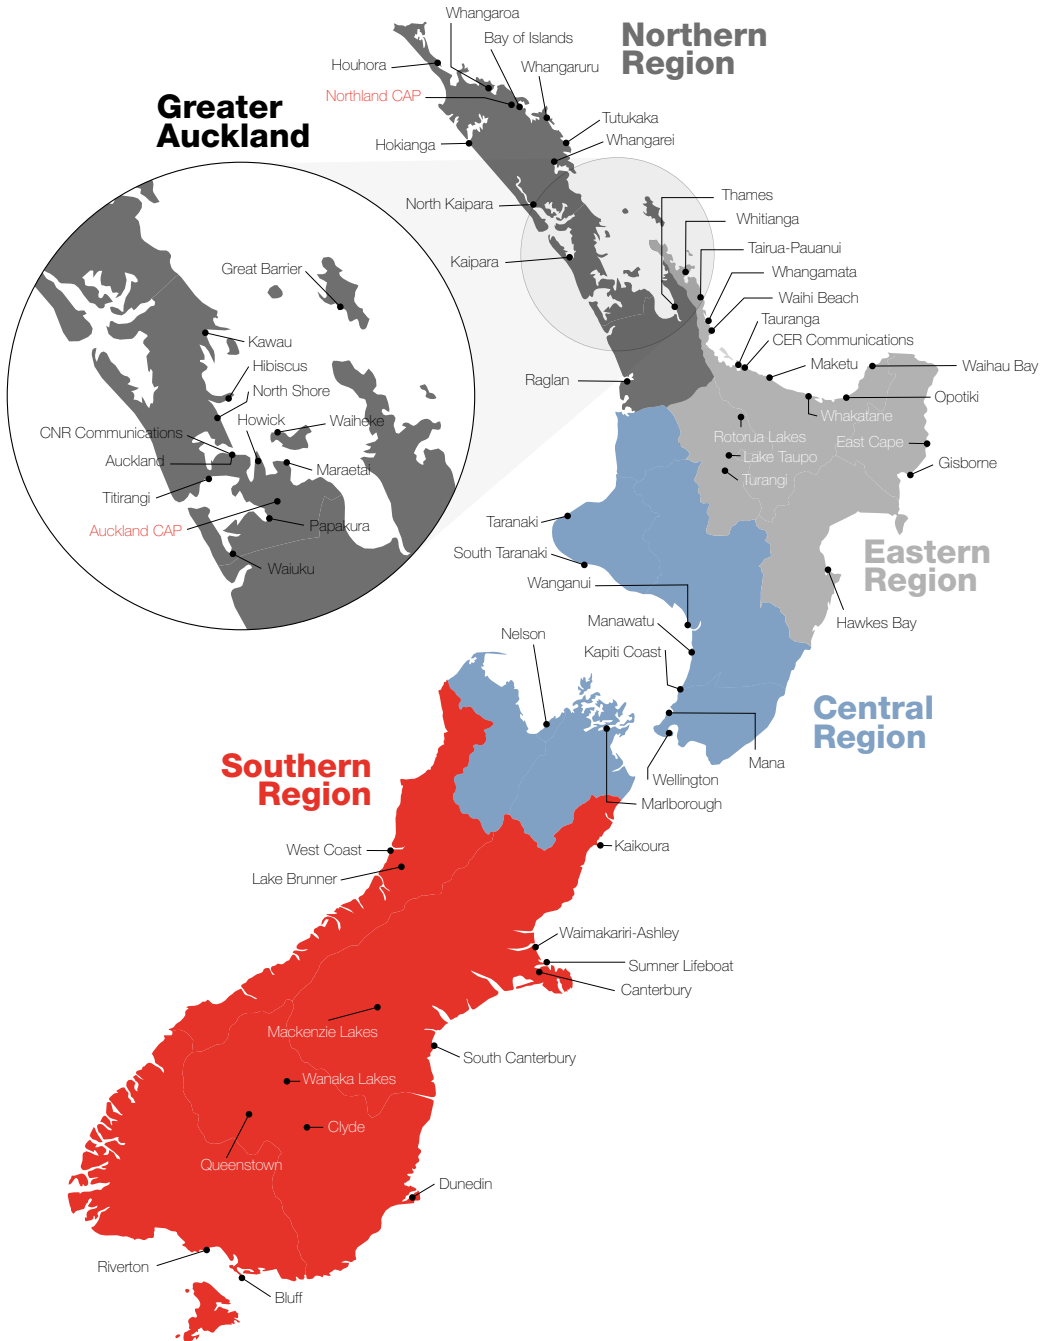 Whangaroa
Bay of Islands
Northern
Region
Houhora
Whangaruru
Northland CAP
Greater
Auckland
Tutukaka
Whangarei
Hokianga
Thames
North Kaipara
Whitianga
Tairua-Pauanui
Kaipara
Whangamata
Great Barrier
Waihi Beach
Tauranga
Kawau
CER Communications
Hibiscus
Maketu
Waihau Bay
Raglan
North Shore
Opotiki
Howick
Waiheke
Whakatane
CNR Communications
Rotorua Lakes
East Cape
Auckland
Lake Taupo
Maraetai
Gisborne
Titirangi
Turangi
Auckland CAP
Papakura
Taranaki
South Taranaki
Eastern
Region
Waiuku
Wanganui
Manawatu
Hawkes Bay
Nelson
Kapiti Coast
Central
Region
Southern
Region
Mana
Wellington
Marlborough
West Coast
Kaikoura
Lake Brunner
Waimakariri-Ashley
Sumner Lifeboat
Canterbury
Mackenzie Lakes
South Canterbury
Wanaka Lakes
Clyde
Queenstown
Dunedin
Riverton
Bluff